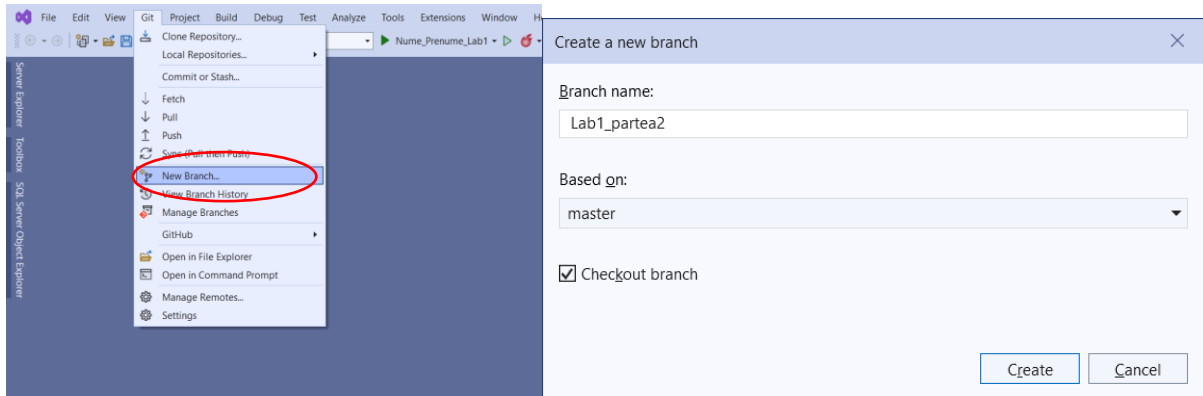 File Edit View Git Project Build Debug Test Analyze Tools Extensions Window
Nume_Prenume_Lab1
Server Explorer
Toolbox
SQL Server Object Explorer
Clone Repository...
Local Repositories...
Commit or Stash...
Fetch
Pull
Push
Sync (Pull then Push)
New Branch...
View Branch History
Manage Branches
GitHub
Open in File Explorer
Open in Command Prompt
Manage Remotes...
Settings
Create a new branch
Branch name:
Lab1_partea2
Based on:
master
Checkout branch
Create Cancel